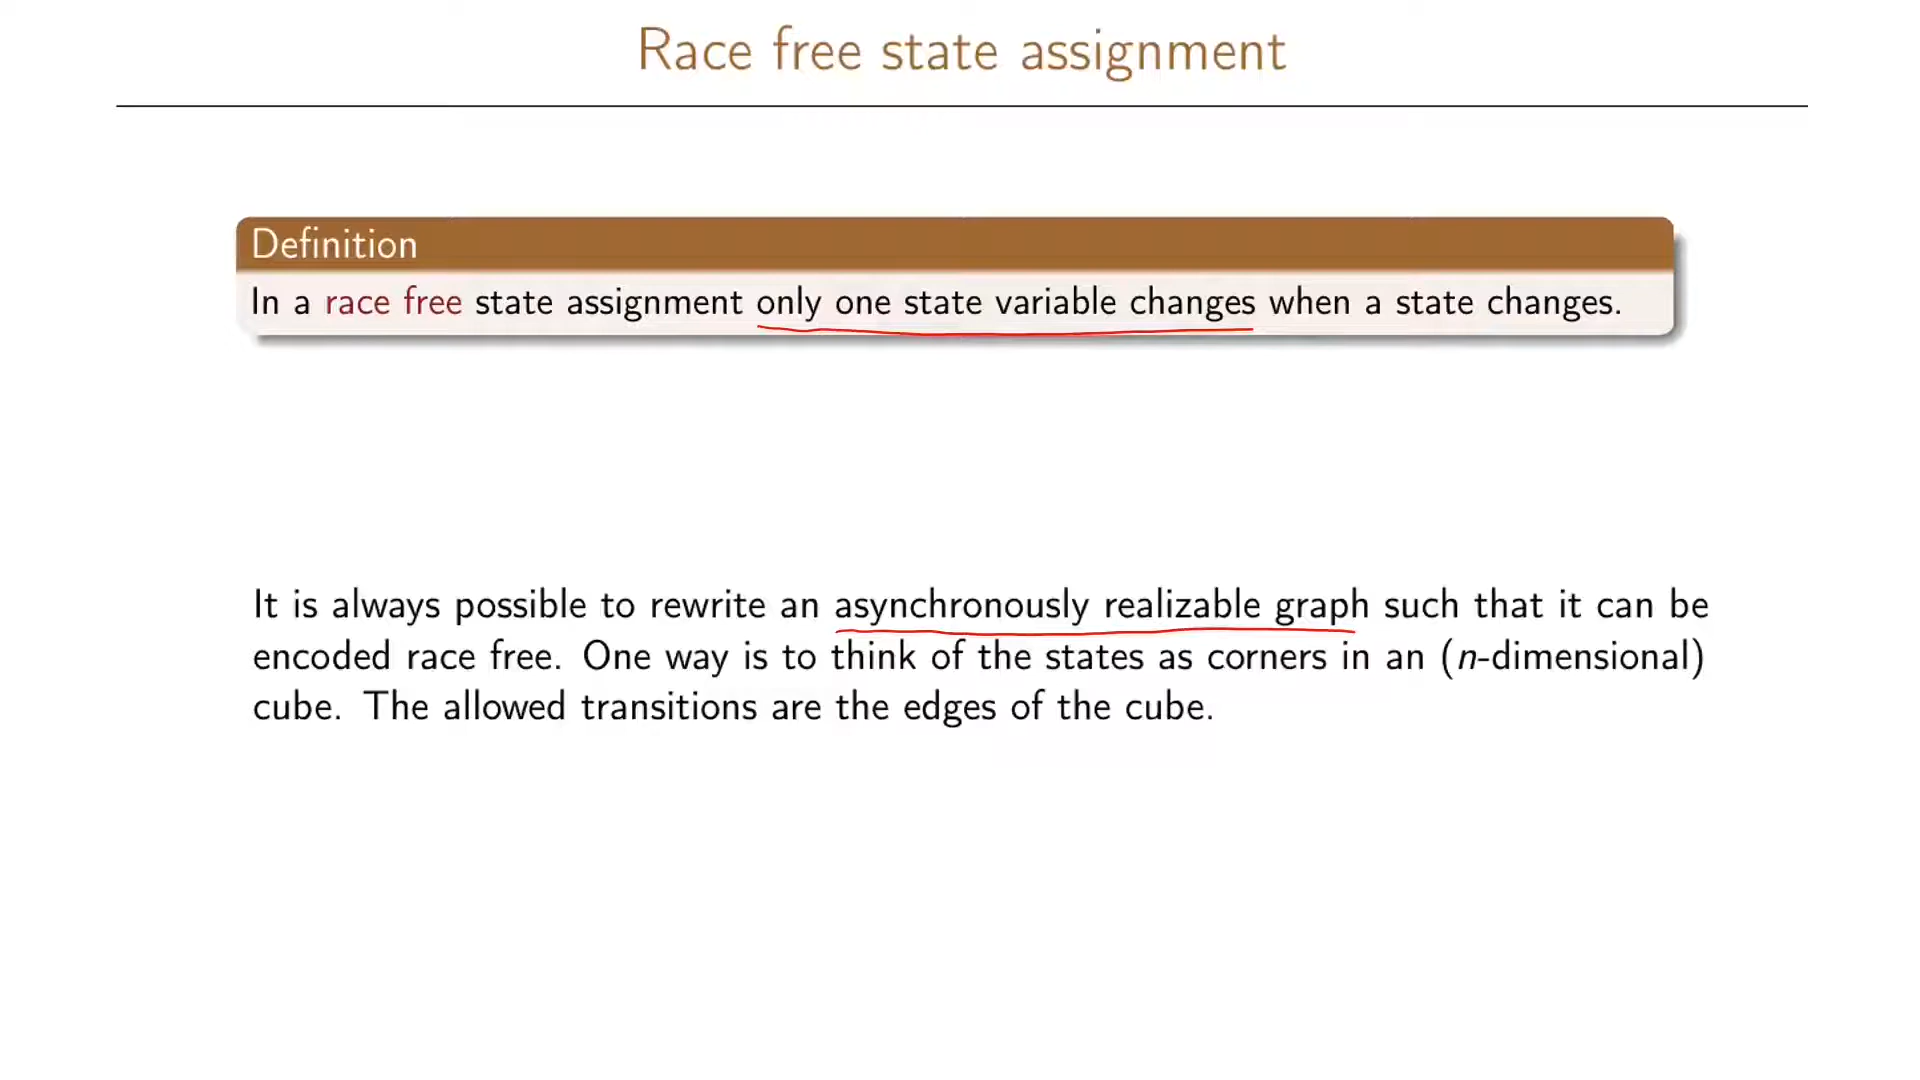 Race free state assignment
Definition
In a race free state assignment only one state variable changes when a state changes.
It is always possible to rewrite an asynchronously realizable graph such that it can be
encoded race free. One way is to think of the states as corners in an (n-dimensional)
cube. The allowed transitions are the edges of the cube.